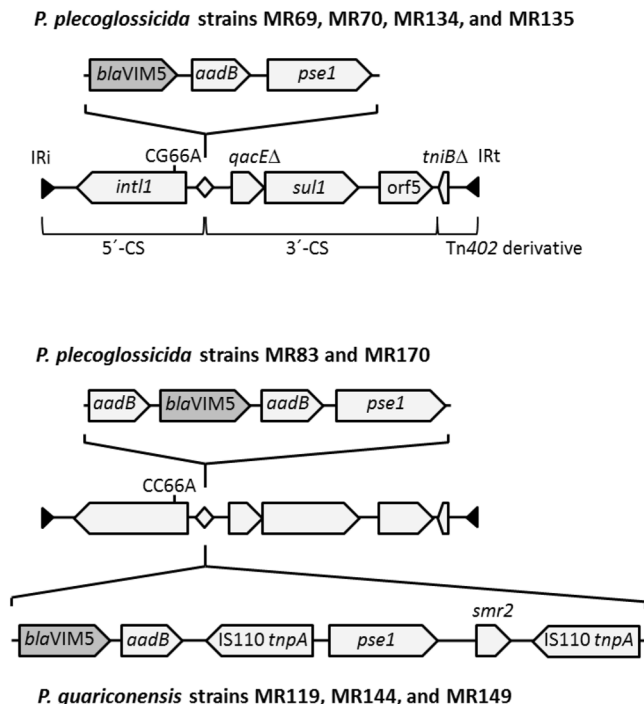 P. plecoglossicida strains MR69, MR70, MR134, and MR135
blaVIM5 aadB pse1
IRi CG66A qacEΔ tniBΔ IRt
intI1 sul1 orf5
5´-CS 3´-CS Tn402 derivative
P. plecoglossicida strains MR83 and MR170
aadB blaVIM5 aadB pse1
CC66A
smr2
blaVIM5 aadB IS110 tnpA pse1 IS110 tnpA
P. guariconensis strains MR119, MR144, and MR149